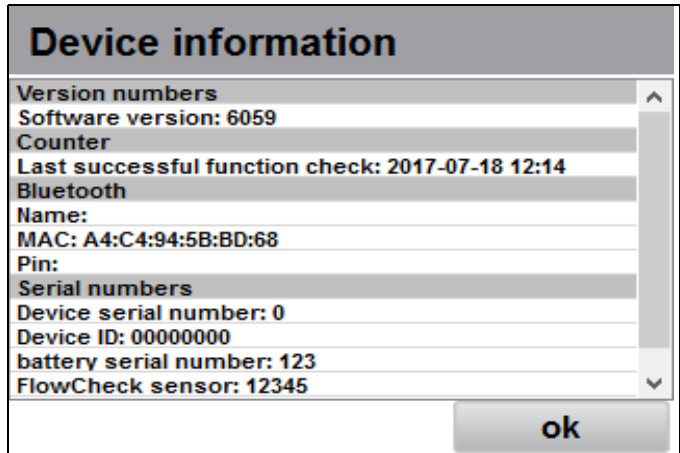 Device information
Version numbers
Software version: 6059
Counter
Last successful function check: 2017-07-18 12:14
Bluetooth
Name:
MAC: A4:C4:94:5B:BD:68
Pin:
Serial numbers
Device serial number: 0
Device ID: 00000000
battery serial number: 123
FlowCheck sensor: 12345
ok